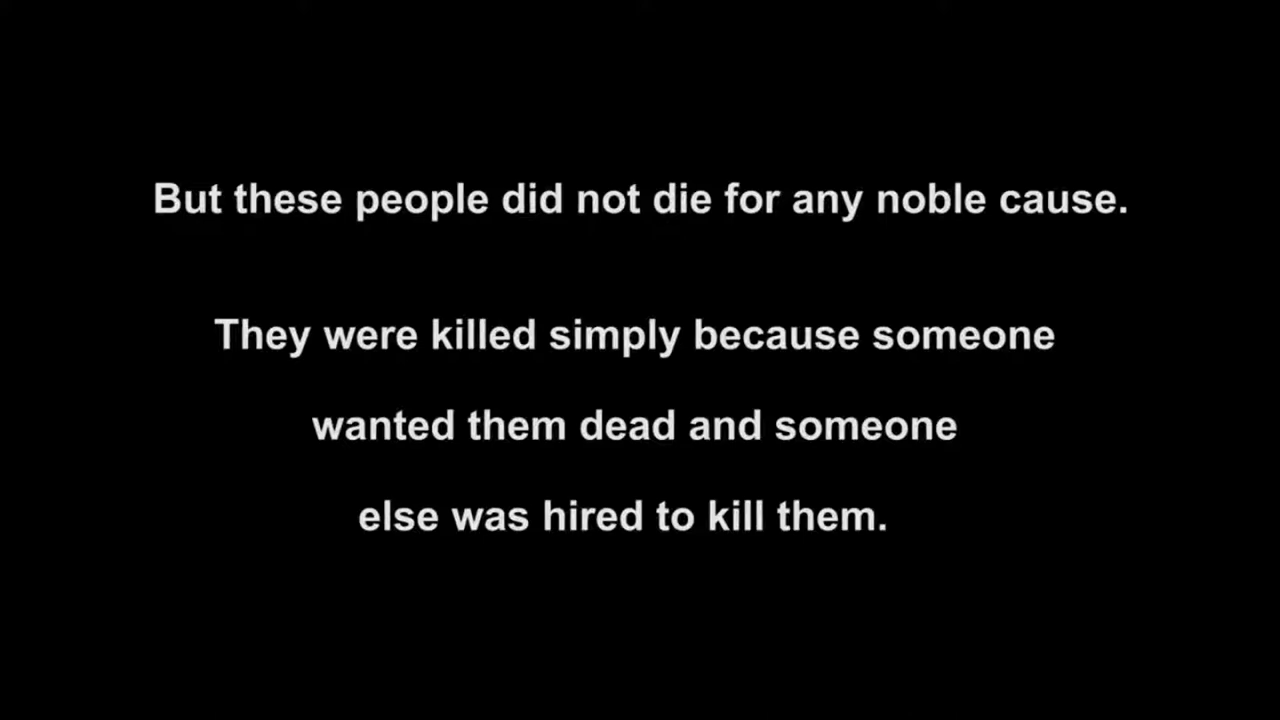 But these people did not die for any noble cause.
They were killed simply because someone
wanted them dead and someone
else was hired to kill them.